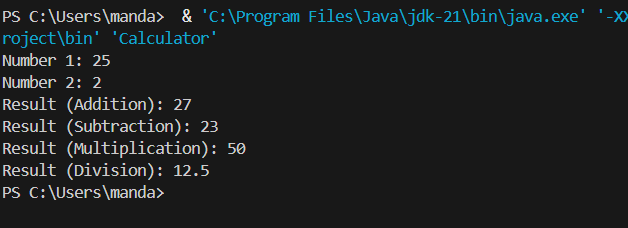 PS C:\Users\manda>  & 'C:\Program Files\Java\jdk-21\bin\java.exe' '-XX
roject\bin' 'Calculator'
Number 1: 25
Number 2: 2
Result (Addition): 27
Result (Subtraction): 23
Result (Multiplication): 50
Result (Division): 12.5
PS C:\Users\manda>